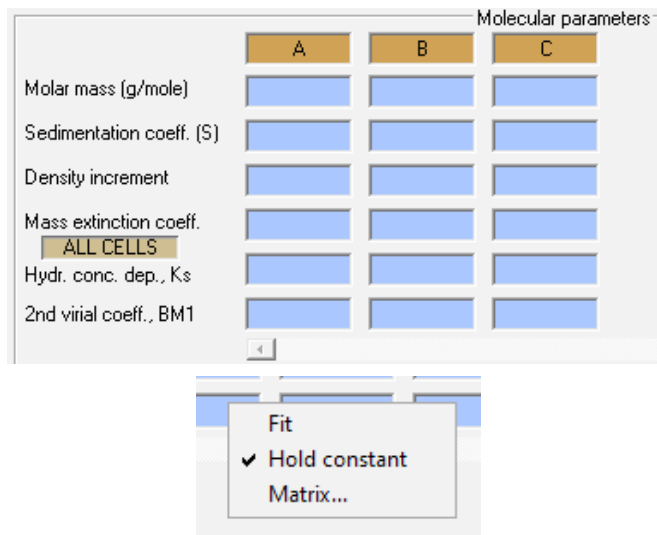 Molecular parameters
A B C
Molar mass (g/mole)
Sedimentation coeff. (S)
Density increment
Mass extinction coeff.
ALL CELLS
Hydr. conc. dep., Ks
2nd virial coeff., BM1
Fit
Hold constant
Matrix...